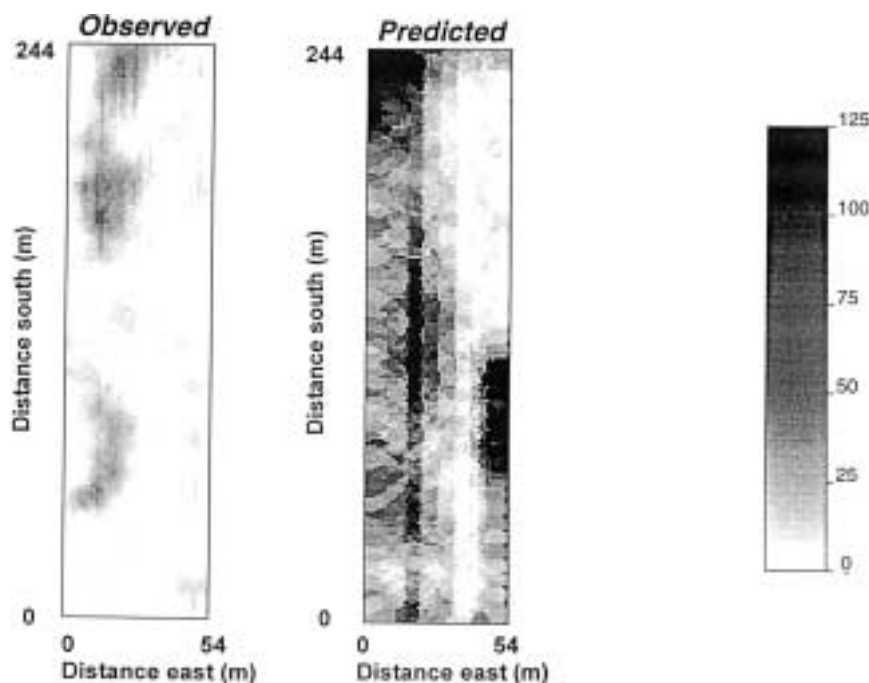 Observed
244
Distance south (m)
0
0 54
Distance east (m)
Predicted
244
Distance south (m)
0
0 54
Distance east (m)
125
100
75
50
25
0